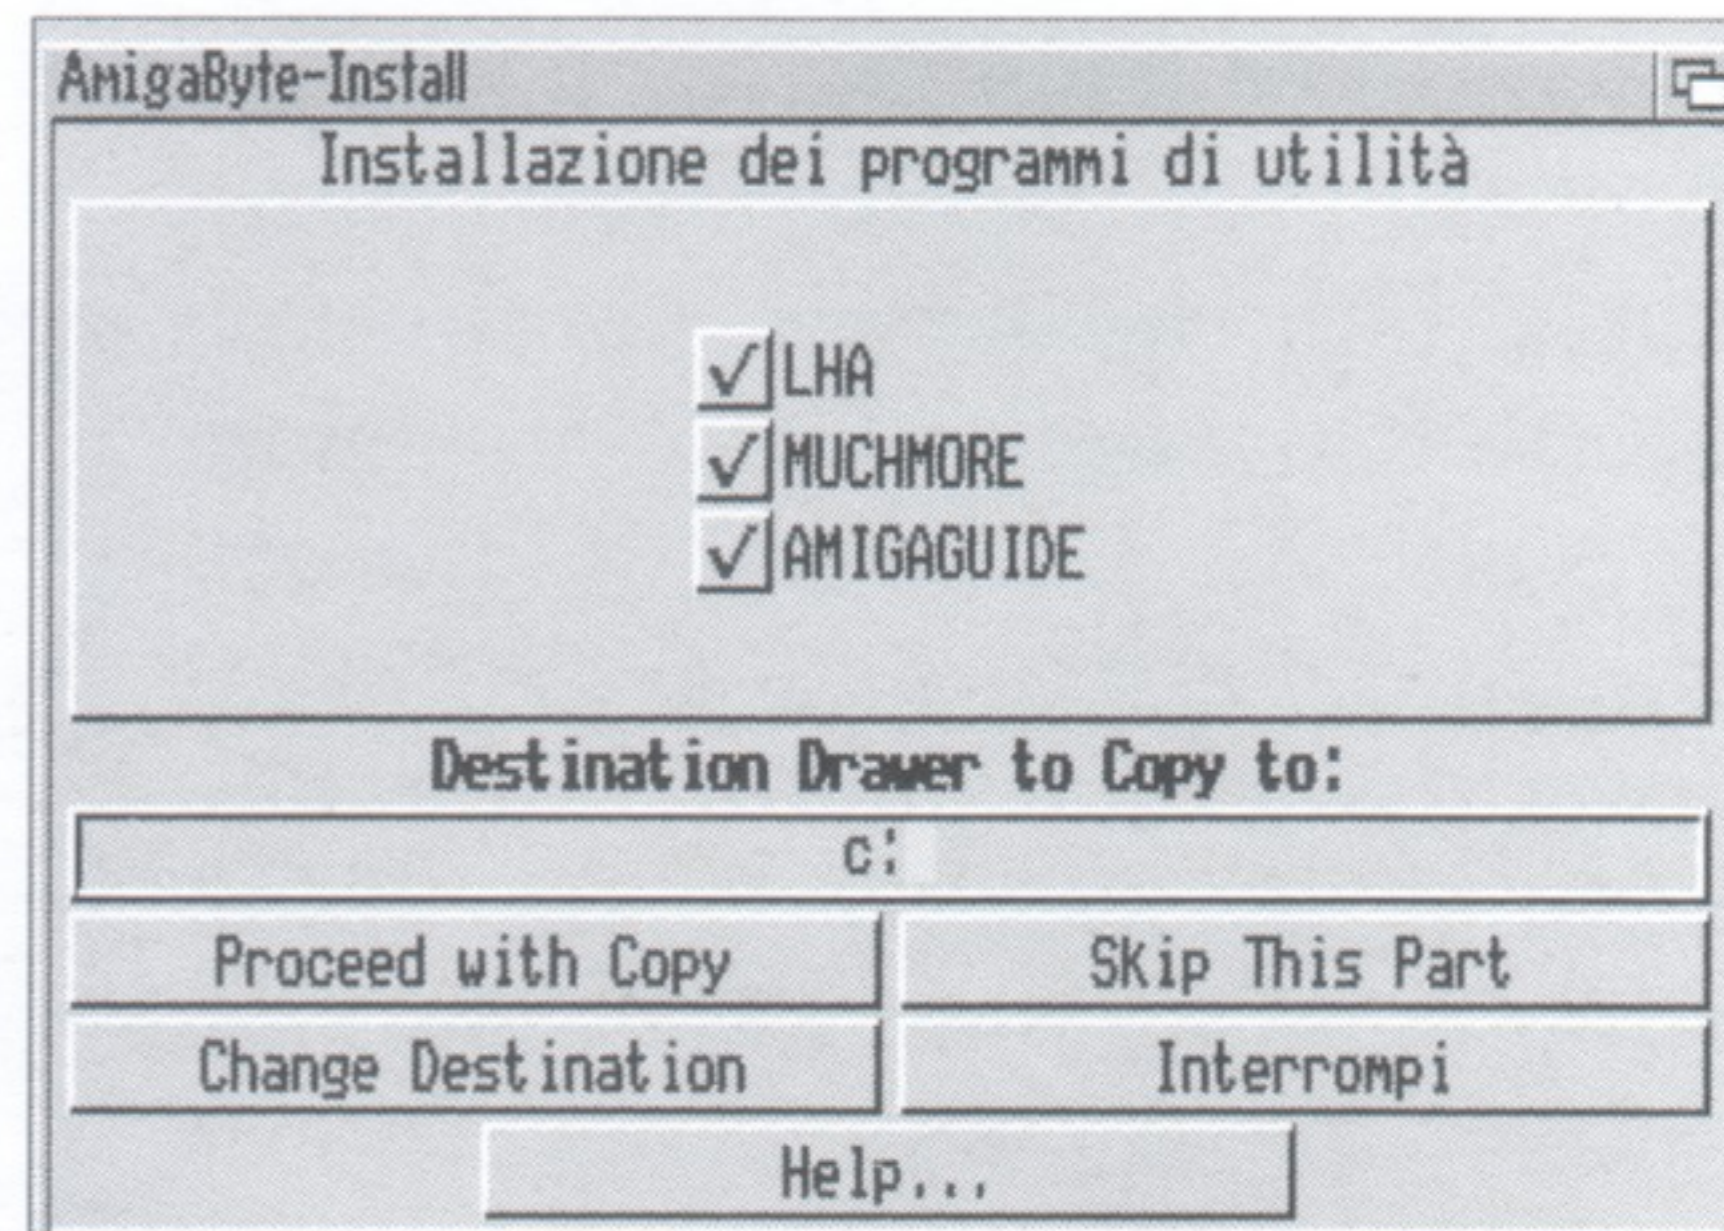 AmigaByte-Install
Installazione dei programmi di utilità
LHA
MUCHMORE
AMIGAGUIDE
Destination Drawer to Copy to:
c:
Proceed with Copy
Skip This Part
Change Destination
Interrompi
Help...